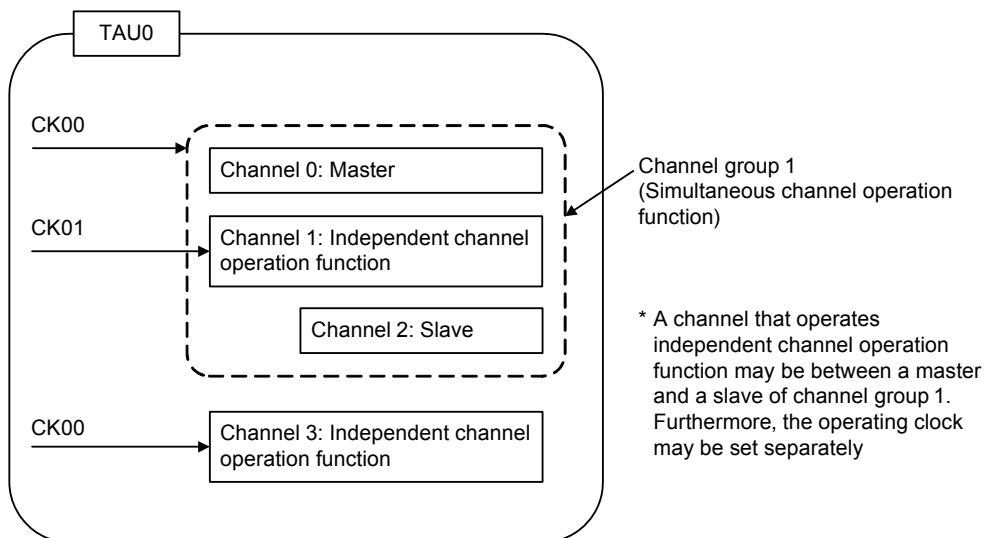 TAU0
CK00
Channel 0: Master
Channel group 1
(Simultaneous channel operation
function)
CK01
Channel 1: Independent channel
operation function
Channel 2: Slave
* A channel that operates
independent channel operation
function may be between a master
and a slave of channel group 1.
Furthermore, the operating clock
may be set separately
CK00
Channel 3: Independent channel
operation function